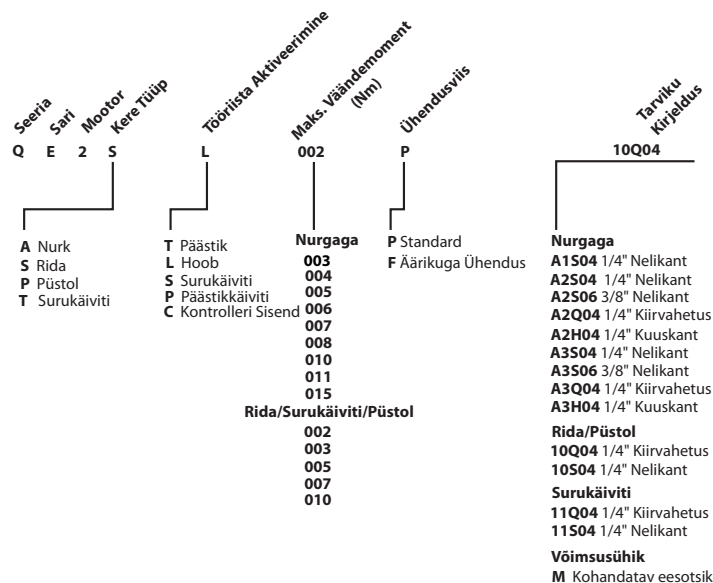 Seeria
Sari
Mootor
Kere Tüüp
Tööriista Aktiveerimine
Maks. Väändemoment
(Nm)
Ühendusviis
Tarviku
Kirjeldus
Q E 2 S L 002 P 10Q04
A Nurk
S Rida
P Püstol
T Surukäiviti
T Päästik
L Hoob
S Surukäiviti
P Päästikkäiviti
C Kontrolleri Sisend
Nurgaga
003
004
005
006
007
008
010
011
015
Rida/Surukäiviti/Püstol
002
003
005
007
010
P Standard
F Äärikuga Ühendus
Nurgaga
A1S04 1/4" Nelikant
A2S04 1/4" Nelikant
A2S06 3/8" Nelikant
A2Q04 1/4" Kiirvahetus
A2H04 1/4" Kuuskant
A3S04 1/4" Nelikant
A3S06 3/8" Nelikant
A3Q04 1/4" Kiirvahetus
A3H04 1/4" Kuuskant
Rida/Püstol
10Q04 1/4" Kiirvahetus
10S04 1/4" Nelikant
Surukäiviti
11Q04 1/4" Kiirvahetus
11S04 1/4" Nelikant
Võimsusühik
M Kohandatav eesotsik